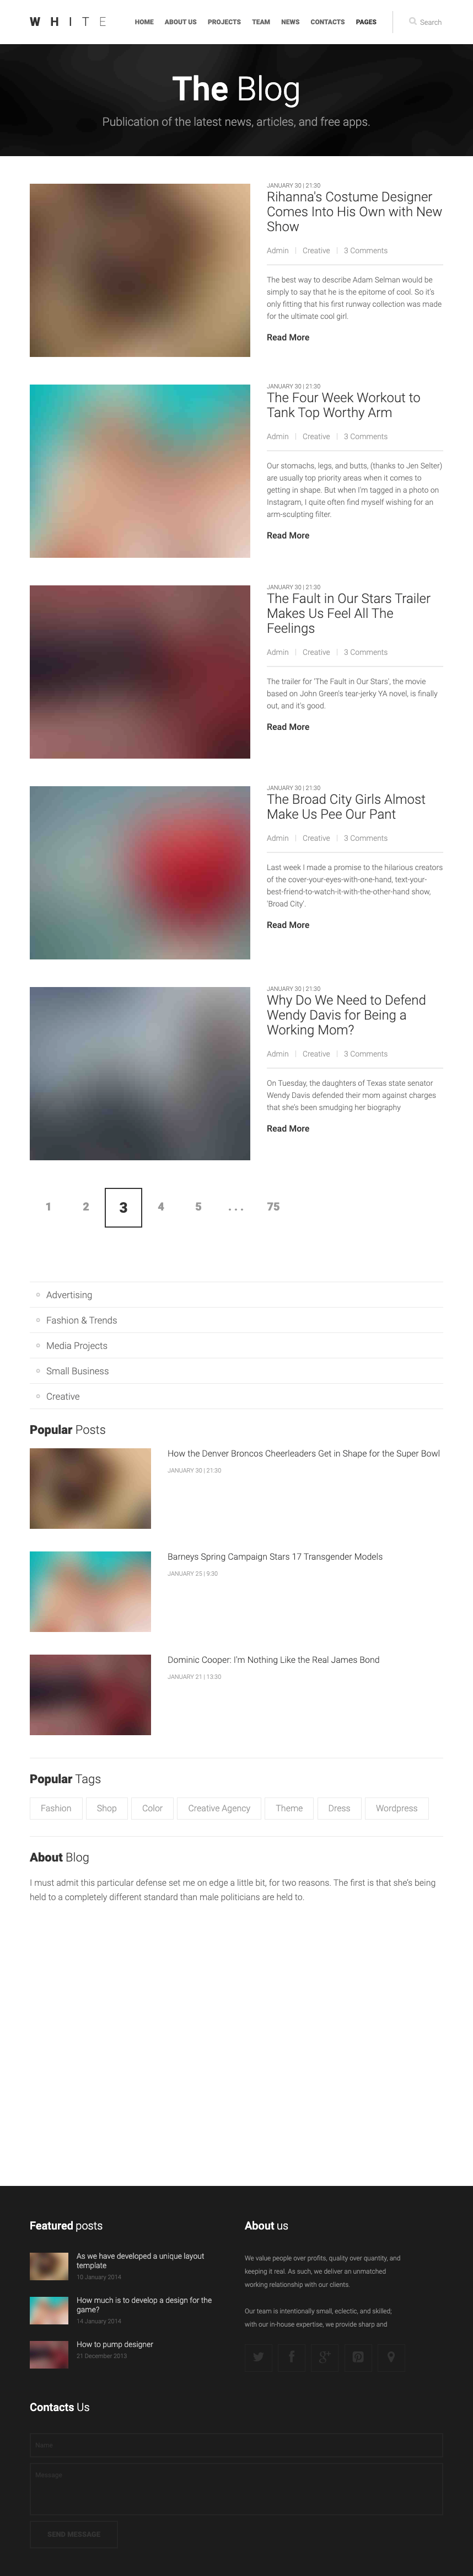 WHITE
HOME ABOUT US PROJECTS TEAM NEWS CONTACTS PAGES Search
The Blog
Publication of the latest news, articles, and free apps.
JANUARY 30 | 21:30
Rihanna's Costume Designer
Comes Into His Own with New
Show
Admin | Creative | 3 Comments
The best way to describe Adam Selman would be
simply to say that he is the epitome of cool. So it's
only fitting that his first runway collection was made
for the ultimate cool girl.
Read More
JANUARY 30 | 21:30
The Four Week Workout to
Tank Top Worthy Arm
Admin | Creative | 3 Comments
Our stomachs, legs, and butts, (thanks to Jen Selter)
are usually top priority areas when it comes to
getting in shape. But when I'm tagged in a photo on
Instagram, I quite often find myself wishing for an
arm-sculpting filter.
Read More
JANUARY 30 | 21:30
The Fault in Our Stars Trailer
Makes Us Feel All The
Feelings
Admin | Creative | 3 Comments
The trailer for 'The Fault in Our Stars', the movie
based on John Green's tear-jerky YA novel, is finally
out, and it's good.
Read More
JANUARY 30 | 21:30
The Broad City Girls Almost
Make Us Pee Our Pant
Admin | Creative | 3 Comments
Last week I made a promise to the hilarious creators
of the cover-your-eyes-with-one-hand, text-your-
best-friend-to-watch-it-with-the-other-hand show,
'Broad City'.
Read More
JANUARY 30 | 21:30
Why Do We Need to Defend
Wendy Davis for Being a
Working Mom?
Admin | Creative | 3 Comments
On Tuesday, the daughters of Texas state senator
Wendy Davis defended their mom against charges
that she's been smudging her biography
Read More
1 2 3 4 5 . . . 75
Advertising
Fashion & Trends
Media Projects
Small Business
Creative
Popular Posts
How the Denver Broncos Cheerleaders Get in Shape for the Super Bowl
JANUARY 30 | 21:30
Barneys Spring Campaign Stars 17 Transgender Models
JANUARY 25 | 9:30
Dominic Cooper: I'm Nothing Like the Real James Bond
JANUARY 21 | 13:30
Popular Tags
Fashion Shop Color Creative Agency Theme Dress Wordpress
About Blog
I must admit this particular defense set me on edge a little bit, for two reasons. The first is that she's being
held to a completely different standard than male politicians are held to.
Featured posts
As we have developed a unique layout
template
10 January 2014
How much is to develop a design for the
game?
14 January 2014
How to pump designer
21 December 2013
About us
We value people over profits, quality over quantity, and
keeping it real. As such, we deliver an unmatched
working relationship with our clients.
Our team is intentionally small, eclectic, and skilled;
with our in-house expertise, we provide sharp and
Contacts Us
Name
Message
SEND MESSAGE